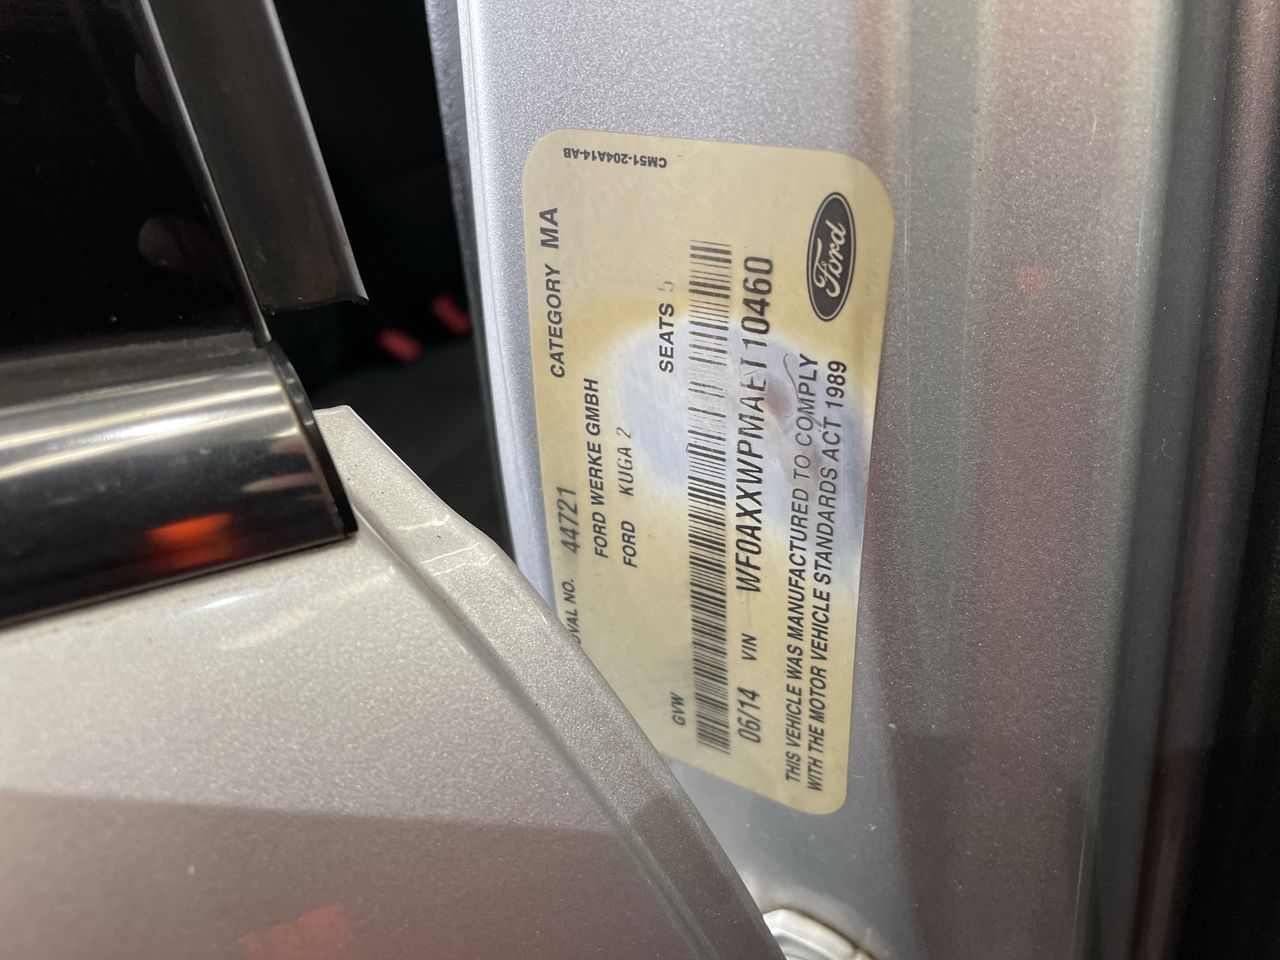 CM51-204A14-AB
OVAL NO. 44721 CATEGORY MA
FORD WERKE GMBH
FORD KUGA 2
GVW SEATS 5
06/14 VIN
THIS VEHICLE WAS MANUFACTURED TO COMPLY
WITH THE MOTOR VEHICLE STANDARDS ACT 1989
Ford